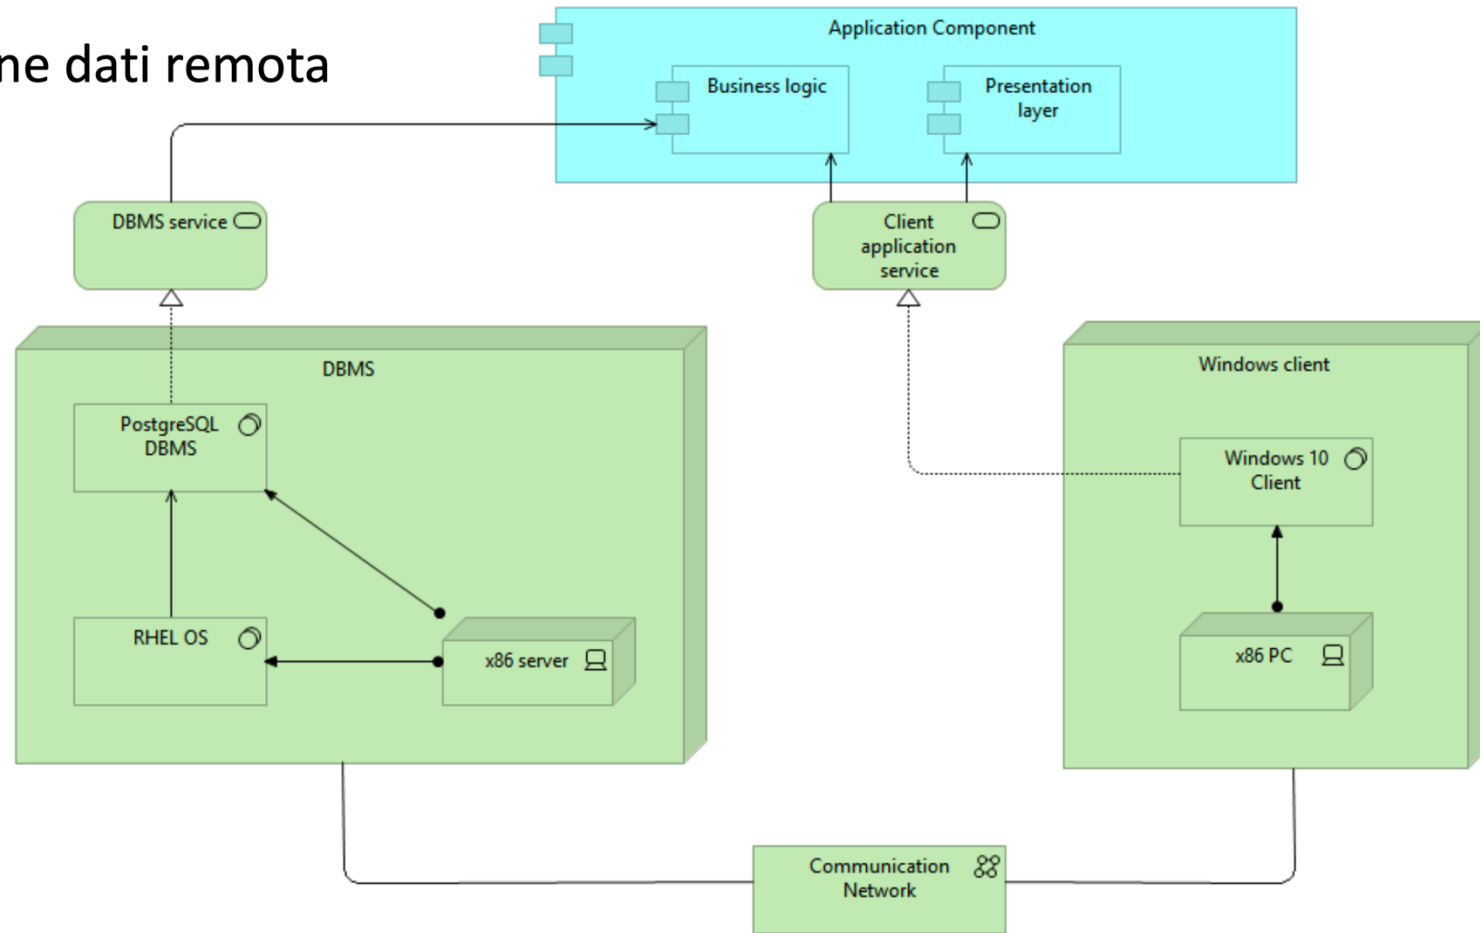 ne dati remota
Application Component
Business logic
Presentation
layer
DBMS service
Client
application
service
DBMS
Windows client
PostgreSQL
DBMS
Windows 10
Client
RHEL OS
x86 server
x86 PC
Communication
Network